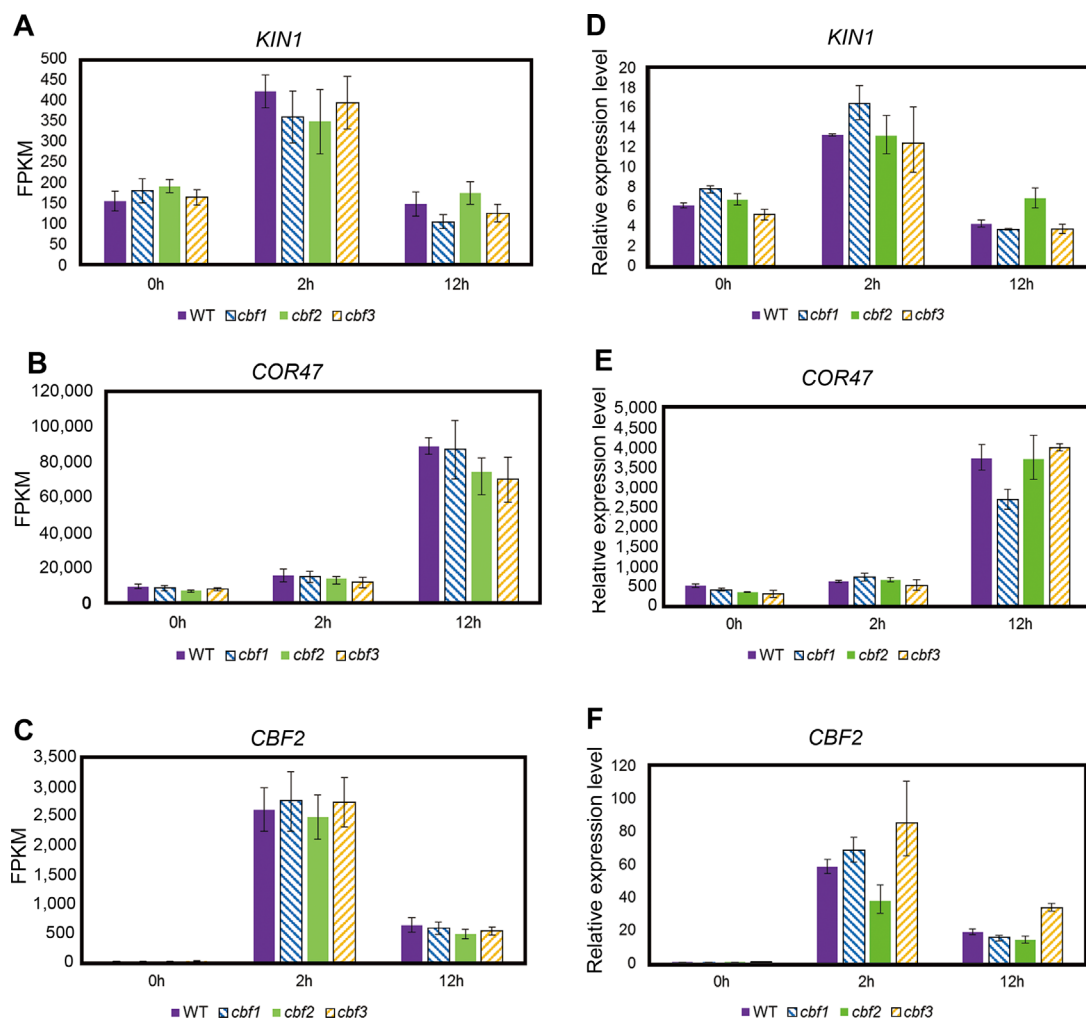 A
KIN1
FPKM
500
450
400
350
300
250
200
150
100
50
0
0h 2h 12h
WT cbf1 cbf2 cbf3
B
COR47
FPKM
120,000
100,000
80,000
60,000
40,000
20,000
0
0h 2h 12h
WT cbf1 cbf2 cbf3
C
CBF2
FPKM
3,500
3,000
2,500
2,000
1,500
1,000
500
0
0h 2h 12h
WT cbf1 cbf2 cbf3
D
KIN1
Relative expression level
20
18
16
14
12
10
8
6
4
2
0
0h 2h 12h
WT cbf1 cbf2 cbf3
E
COR47
Relative expression level
5,000
4,500
4,000
3,500
3,000
2,500
2,000
1,500
1,000
500
0
0h 2h 12h
WT cbf1 cbf2 cbf3
F
CBF2
Relative expression level
120
100
80
60
40
20
0
0h 2h 12h
WT cbf1 cbf2 cbf3